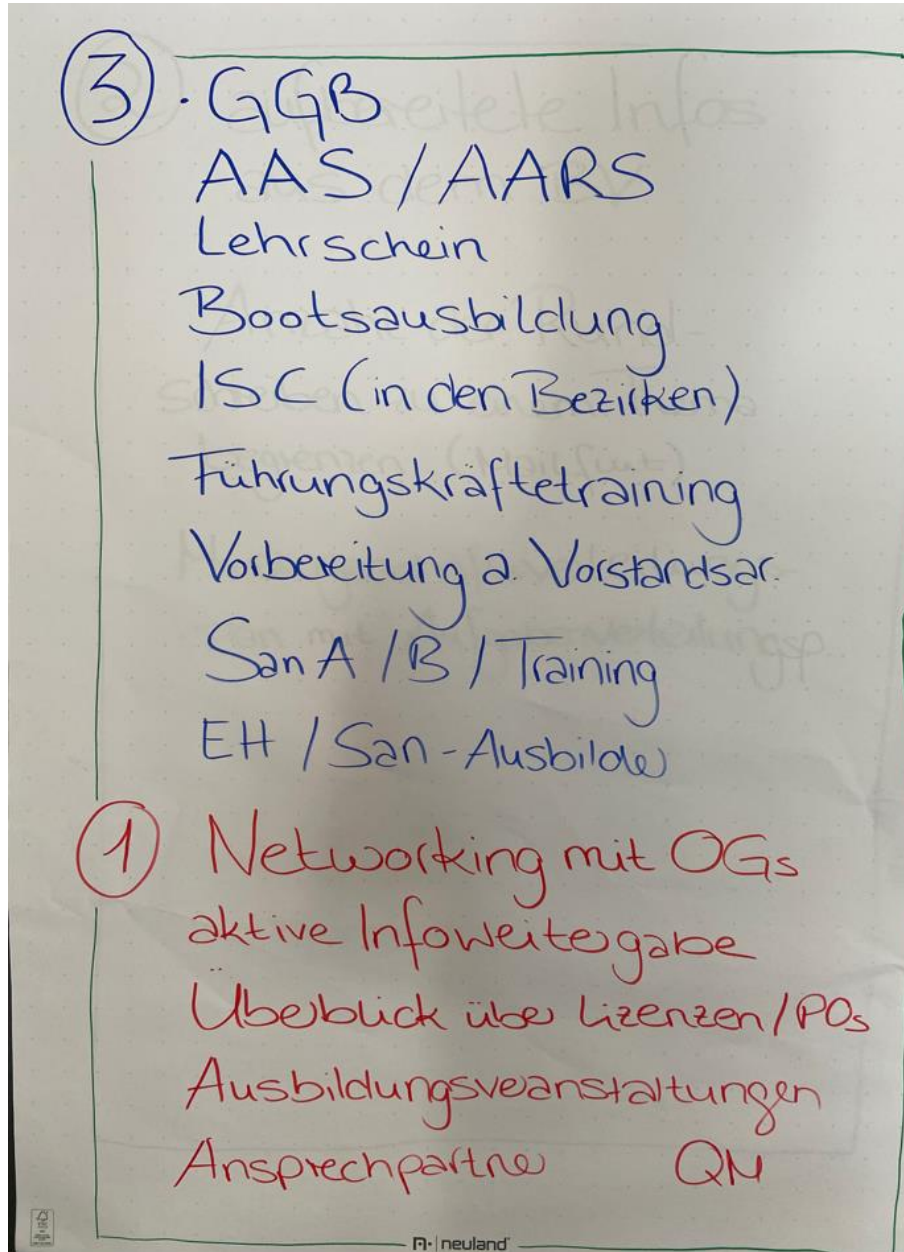 3 · GGB
AAS / AARS
Lehrschein
Bootsausbildung
ISC (in den Bezirken)
Führungskräftetraining
Vorbereitung a. Vorstandsar.
San A / B / Training
EH / San-Ausbilder
1 Networking mit OGs
aktive Infoweitergabe
Überblick über Lizenzen/POs
Ausbildungsveranstaltungen
Ansprechpartner QM
neuland